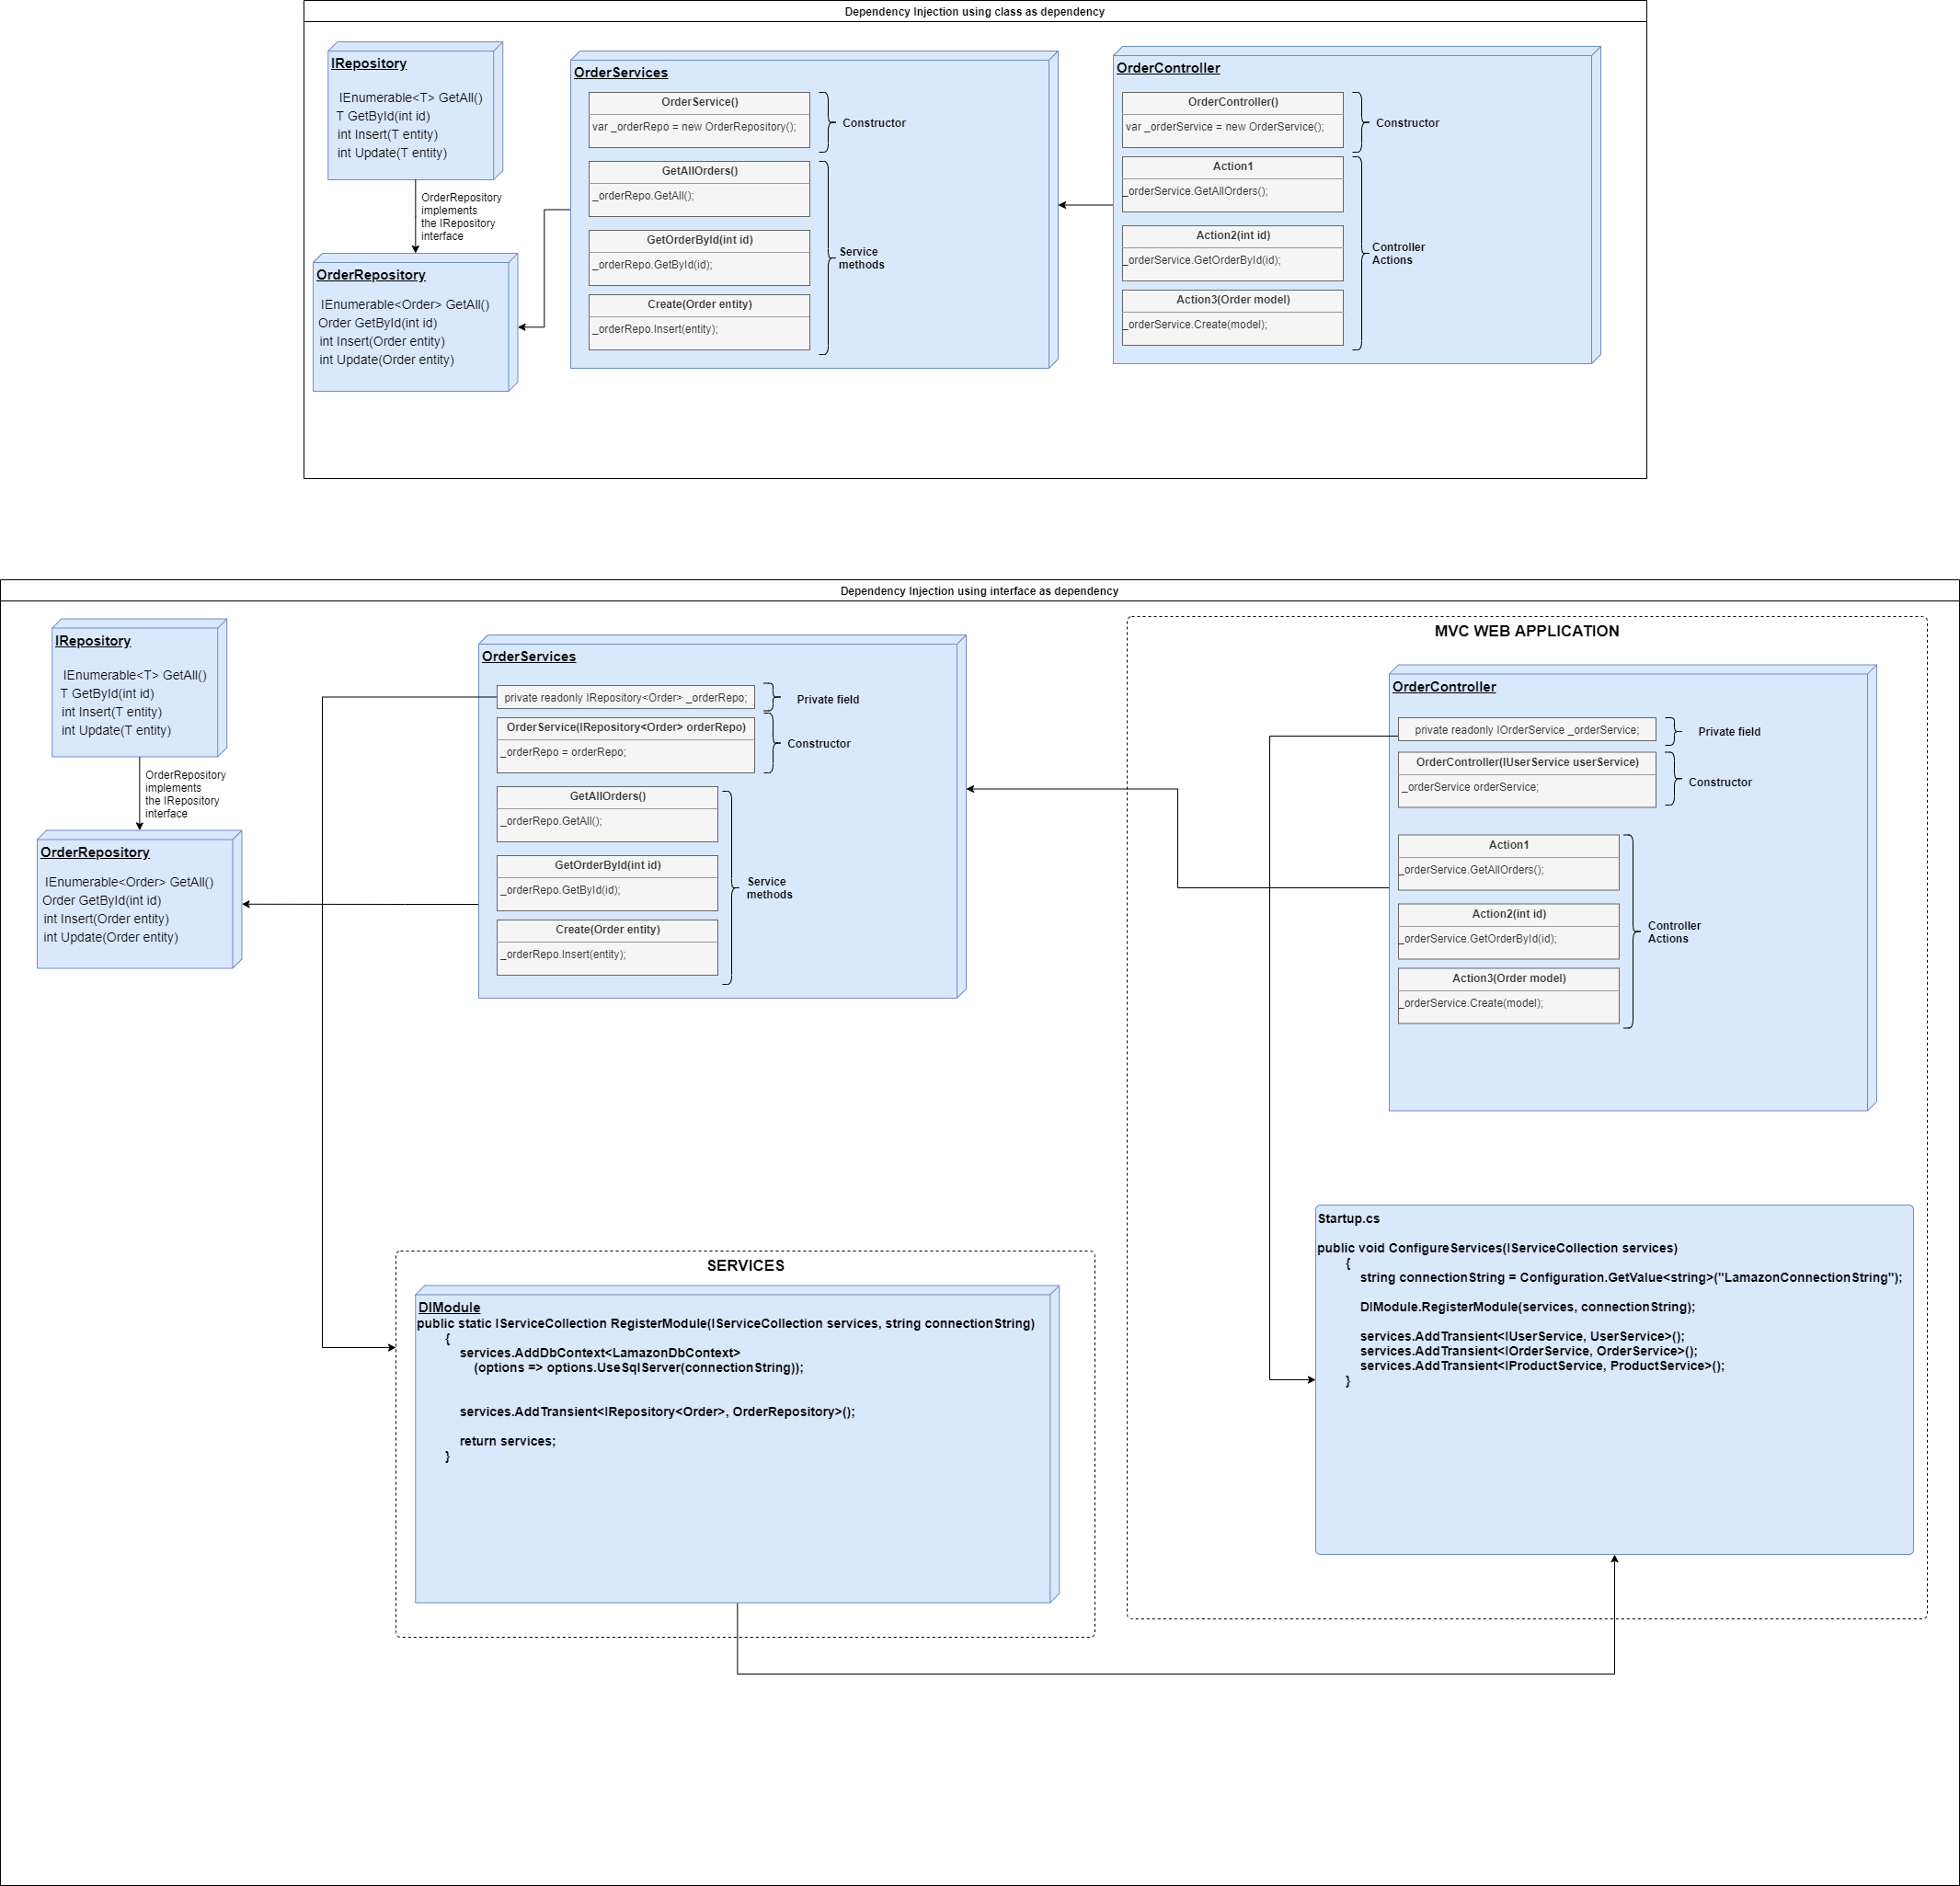 Dependency Injection using class as dependency
IRepository
IEnumerable<T> GetAll()
T GetById(int id)
int Insert(T entity)
int Update(T entity)
OrderRepository
implements
the IRepository
interface
OrderRepository
IEnumerable<Order> GetAll()
Order GetById(int id)
int Insert(Order entity)
int Update(Order entity)
OrderServices
OrderService()
var _orderRepo = new OrderRepository();
Constructor
GetAllOrders()
_orderRepo.GetAll();
GetOrderById(int id)
_orderRepo.GetById(id);
Create(Order entity)
_orderRepo.Insert(entity);
Service
methods
OrderController
OrderController()
var _orderService = new OrderService();
Constructor
Action1
_orderService.GetAllOrders();
Action2(int id)
_orderService.GetOrderById(id);
Action3(Order model)
_orderService.Create(model);
Controller
Actions
Dependency Injection using interface as dependency
IRepository
IEnumerable<T> GetAll()
T GetById(int id)
int Insert(T entity)
int Update(T entity)
OrderRepository
implements
the IRepository
interface
OrderRepository
IEnumerable<Order> GetAll()
Order GetById(int id)
int Insert(Order entity)
int Update(Order entity)
OrderServices
private readonly IRepository<Order> _orderRepo;
Private field
OrderService(IRepository<Order> orderRepo)
_orderRepo = orderRepo;
Constructor
GetAllOrders()
_orderRepo.GetAll();
GetOrderById(int id)
_orderRepo.GetById(id);
Create(Order entity)
_orderRepo.Insert(entity);
Service
methods
MVC WEB APPLICATION
OrderController
private readonly IOrderService _orderService;
Private field
OrderController(IUserService userService)
_orderService orderService;
Constructor
Action1
_orderService.GetAllOrders();
Action2(int id)
_orderService.GetOrderById(id);
Action3(Order model)
_orderService.Create(model);
Controller
Actions
Startup.cs
public void ConfigureServices(IServiceCollection services)
{
string connectionString = Configuration.GetValue<string>("LamazonConnectionString");
DIModule.RegisterModule(services, connectionString);
services.AddTransient<IUserService, UserService>();
services.AddTransient<IOrderService, OrderService>();
services.AddTransient<IProductService, ProductService>();
}
SERVICES
DIModule
public static IServiceCollection RegisterModule(IServiceCollection services, string connectionString)
{
services.AddDbContext<LamazonDbContext>
(options => options.UseSqlServer(connectionString));
services.AddTransient<IRepository<Order>, OrderRepository>();
return services;
}